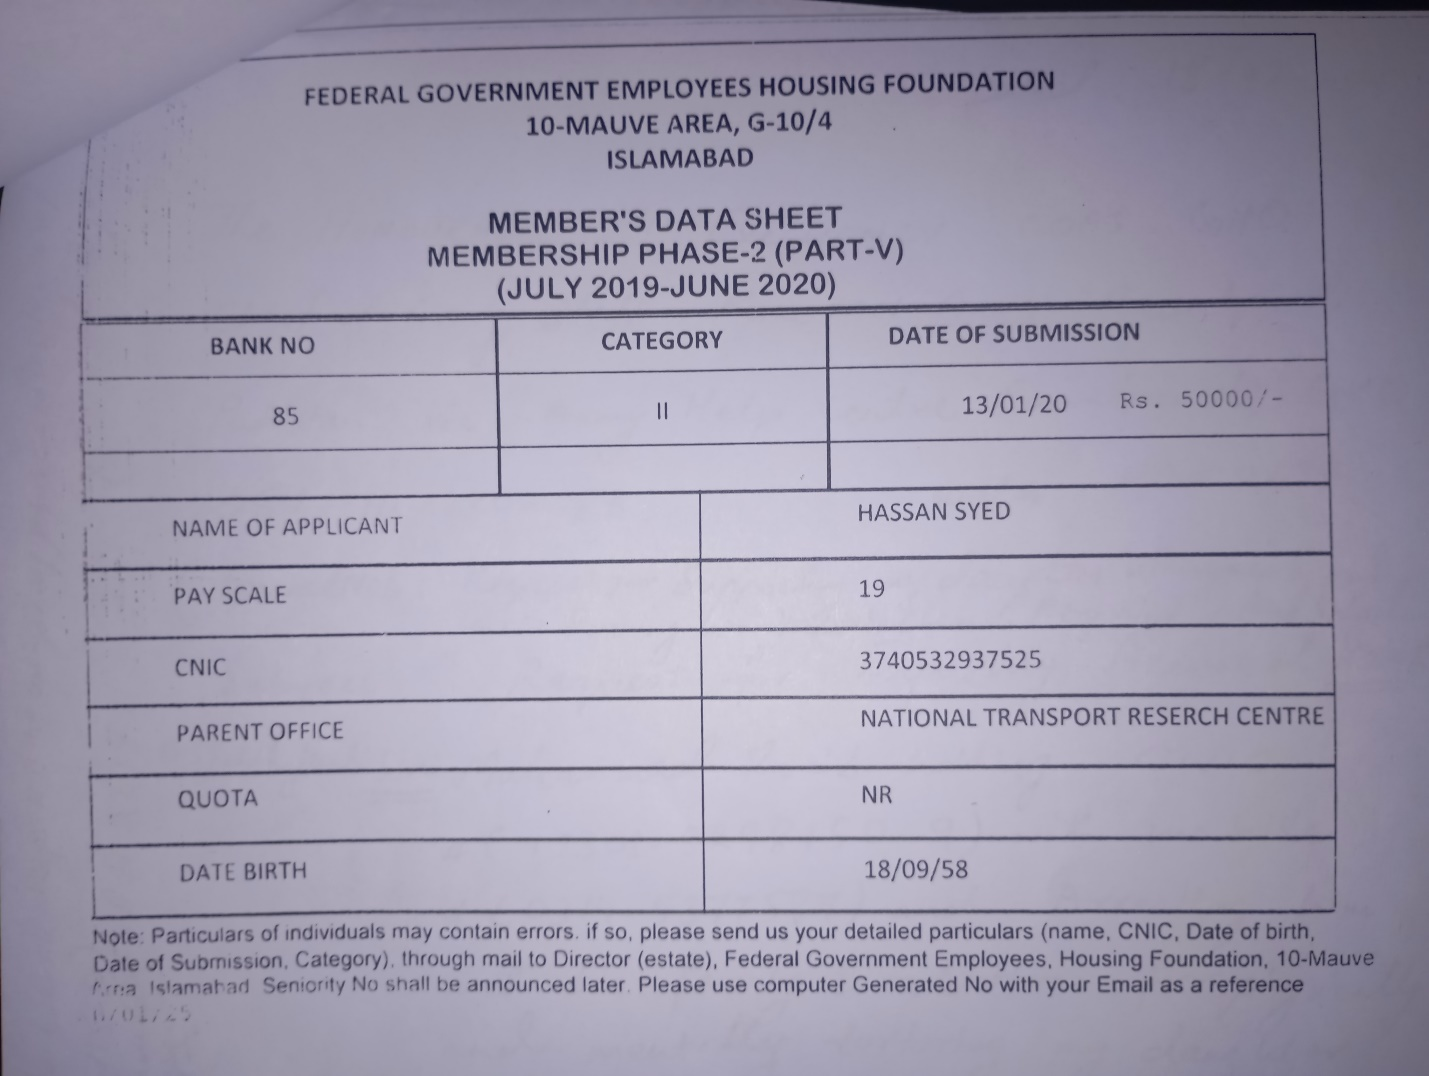 FEDERAL GOVERNMENT EMPLOYEES HOUSING FOUNDATION
10-MAUVE AREA, G-10/4
ISLAMABAD
MEMBER'S DATA SHEET
MEMBERSHIP PHASE-2 (PART-V)
(JULY 2019-JUNE 2020)
BANK NO CATEGORY DATE OF SUBMISSION
85 II 13/01/20 Rs. 50000/-
NAME OF APPLICANT HASSAN SYED
PAY SCALE 19
CNIC 3740532937525
PARENT OFFICE NATIONAL TRANSPORT RESERCH CENTRE
QUOTA NR
DATE BIRTH 18/09/58
Note: Particulars of individuals may contain errors. if so, please send us your detailed particulars (name, CNIC, Date of birth,
Date of Submission, Category), through mail to Director (estate), Federal Government Employees, Housing Foundation, 10-Mauve
Islamabad Seniority No shall be announced later. Please use computer Generated No with your Email as a reference